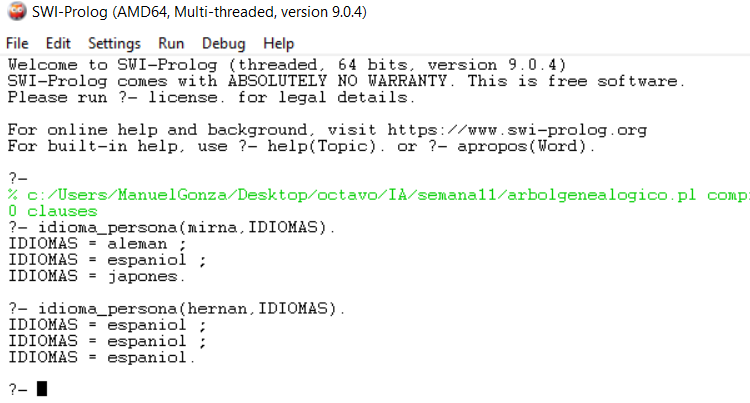 SWI-Prolog (AMD64, Multi-threaded, version 9.0.4)
File Edit Settings Run Debug Help
Welcome to SWI-Prolog (threaded, 64 bits, version 9.0.4)
SWI-Prolog comes with ABSOLUTELY NO WARRANTY. This is free software.
Please run ?- license. for legal details.
For online help and background, visit https://www.swi-prolog.org
For built-in help, use ?- help(Topic). or ?- apropos(Word).
?-
% c:/Users/ManuelGonza/Desktop/octavo/IA/semana11/arbolgenealogico.pl comp
0 clauses
?- idioma_persona(mirna,IDIOMAS).
IDIOMAS = aleman ;
IDIOMAS = espaniol ;
IDIOMAS = japones.
?- idioma_persona(hernan,IDIOMAS).
IDIOMAS = espaniol ;
IDIOMAS = espaniol ;
IDIOMAS = espaniol.
?-